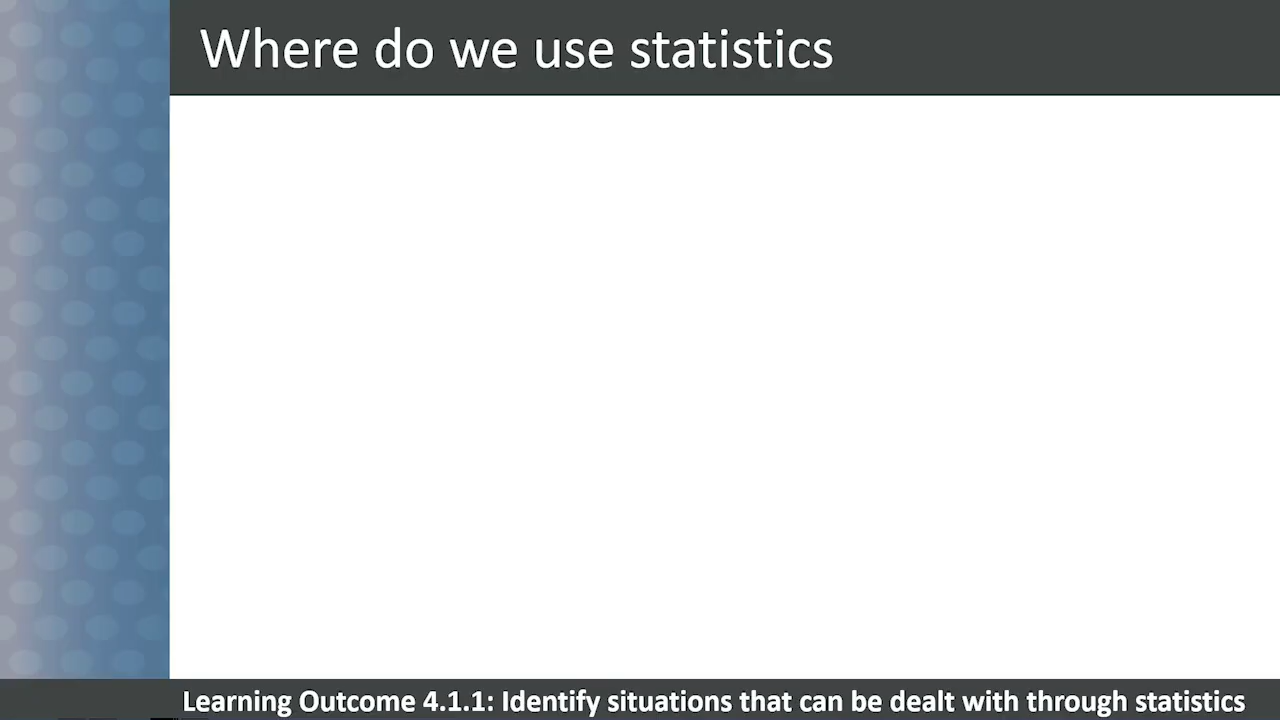 Where do we use statistics
Learning Outcome 4.1.1: Identify situations that can be dealt with through statistics